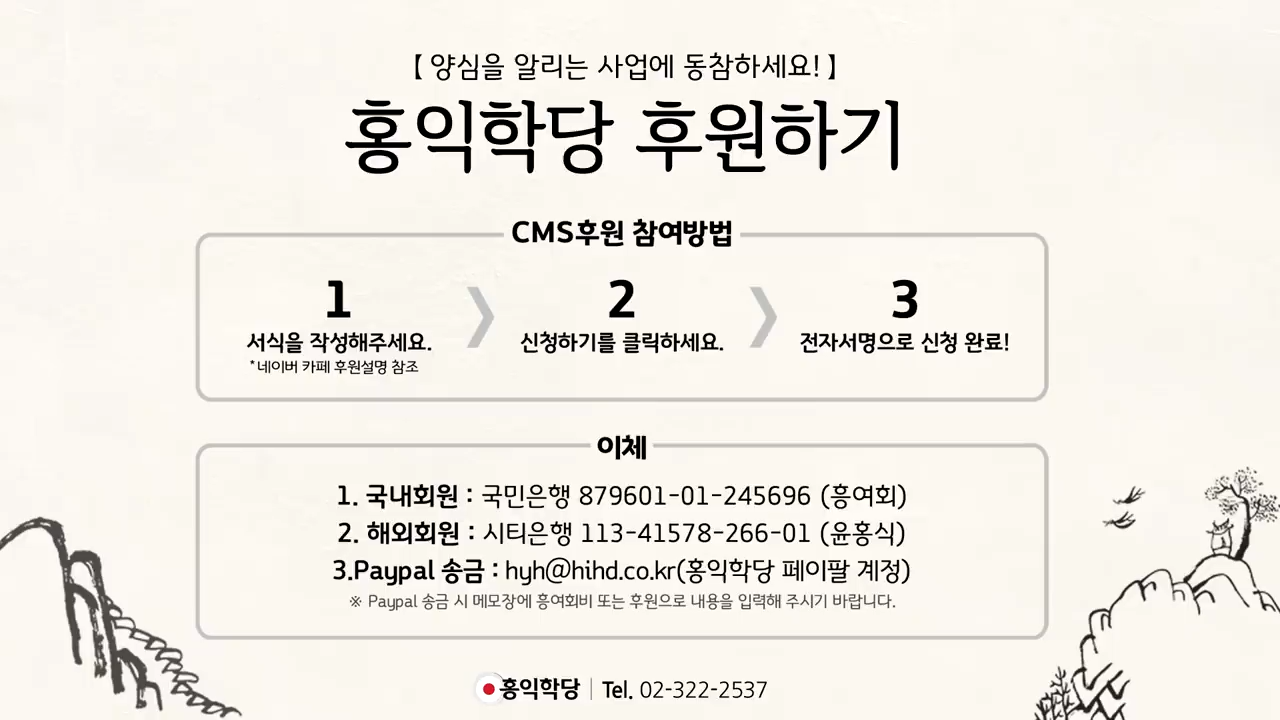 【 양심을 알리는 사업에 동참하세요! 】
홍익학당 후원하기
CMS후원 참여방법
1
서식을 작성해주세요.
*네이버 카페 후원설명 참조
2
신청하기를 클릭하세요.
3
전자서명으로 신청 완료!
이체
1. 국내회원 : 국민은행 879601-01-245696 (흥여회)
2. 해외회원 : 시티은행 113-41578-266-01 (윤홍식)
3.Paypal 송금 : hyh@hihd.co.kr(홍익학당 페이팔 계정)
※ Paypal 송금 시 메모장에 흥여회비 또는 후원으로 내용을 입력해 주시기 바랍니다.
홍익학당 | Tel. 02-322-2537